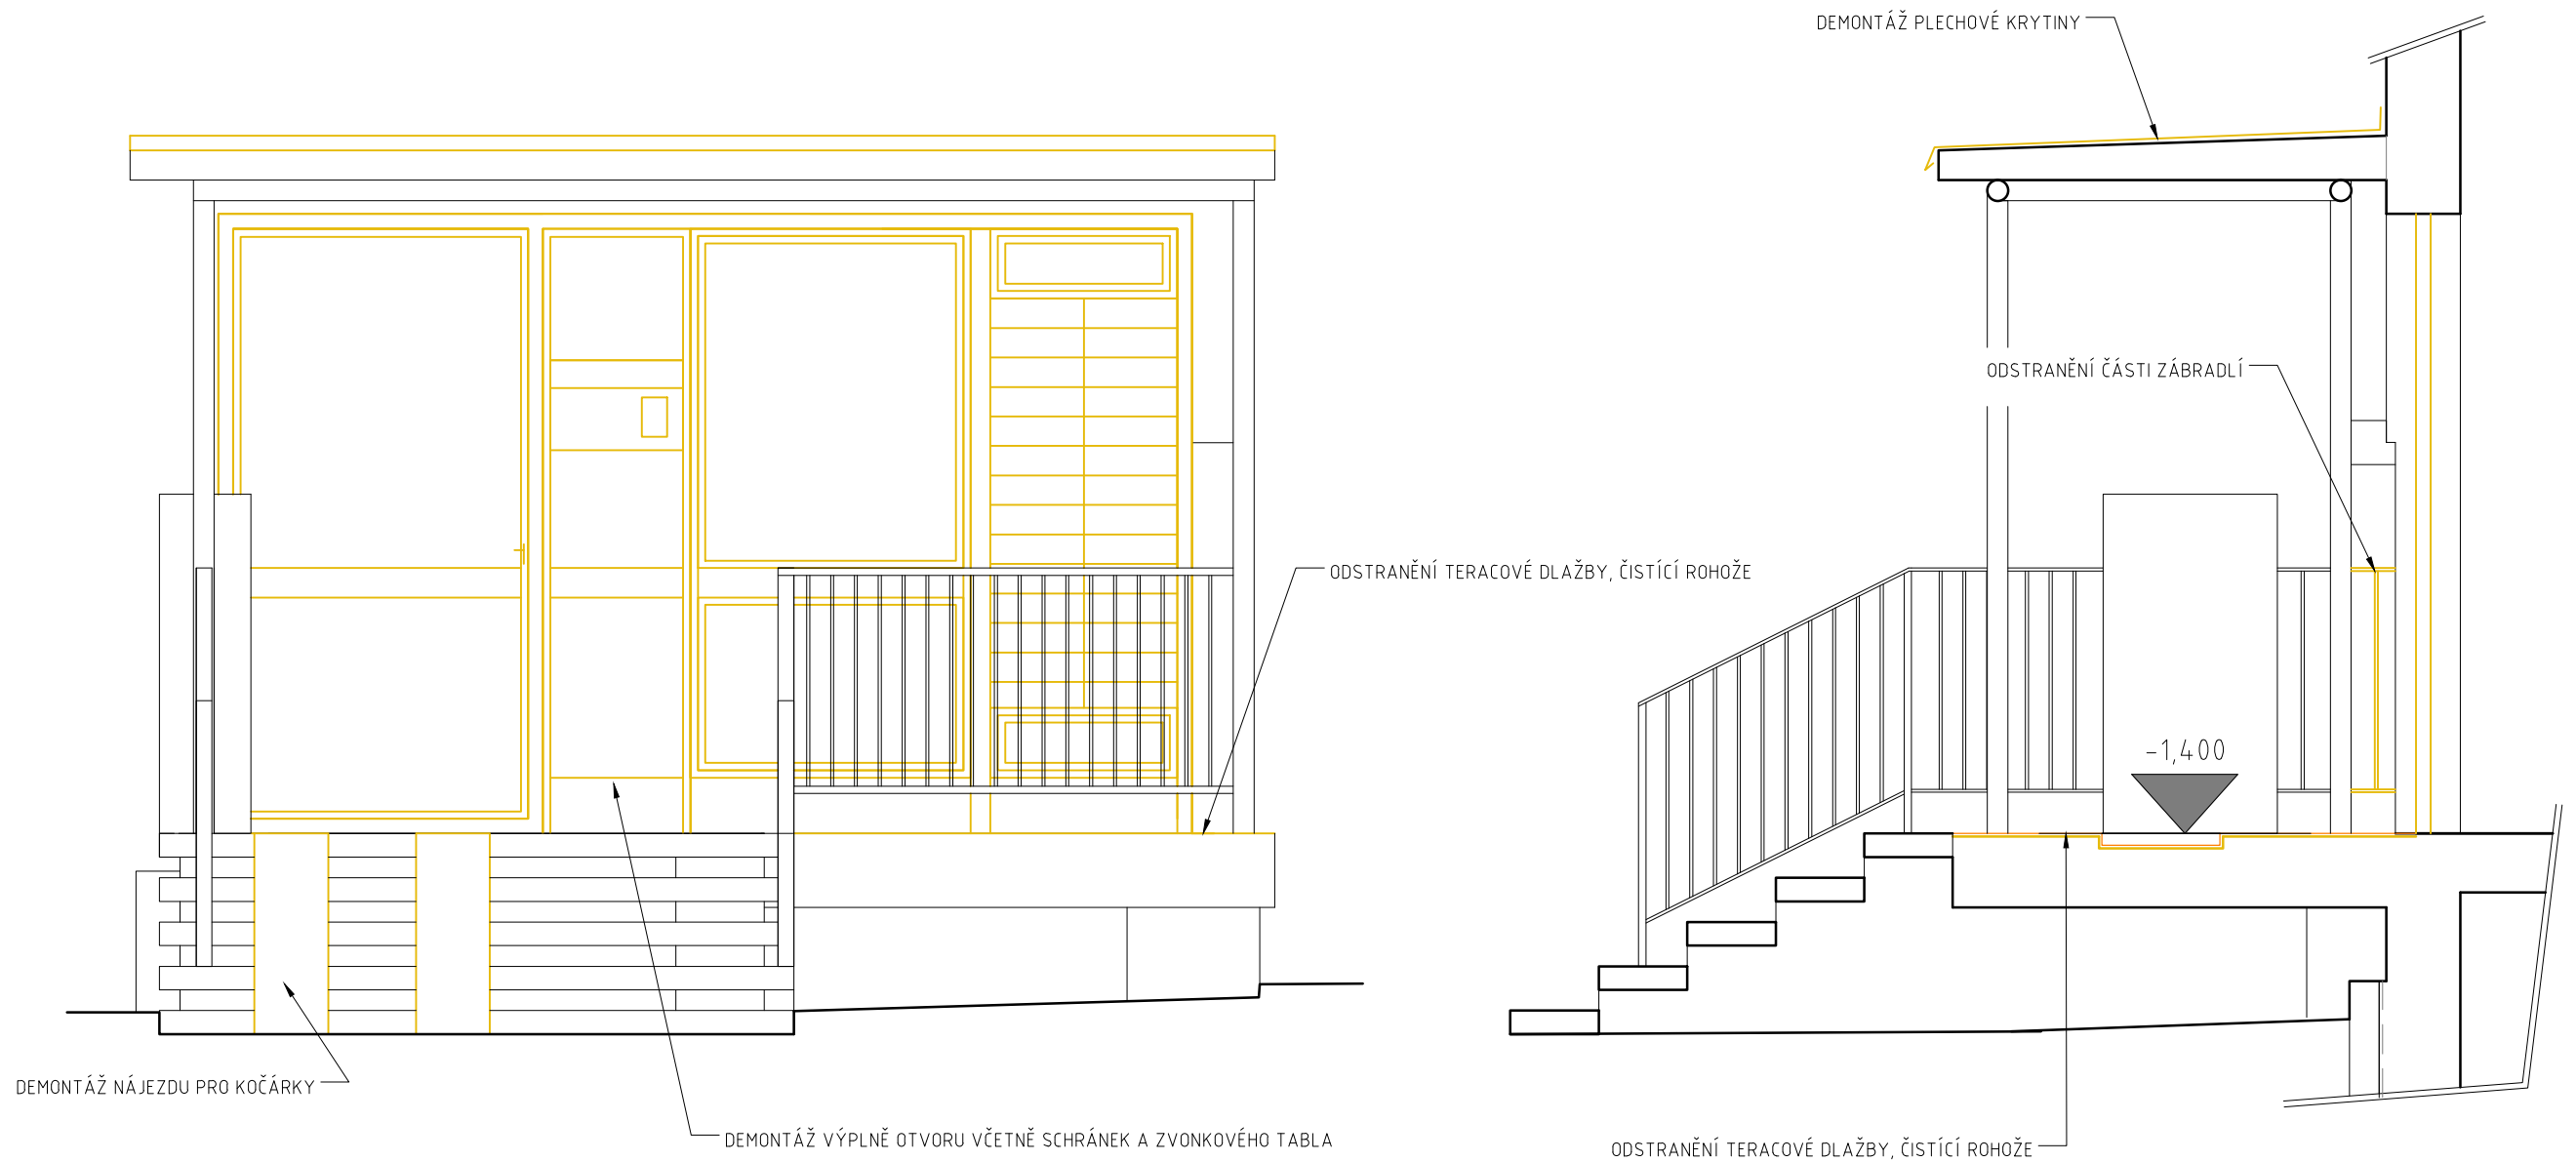 DEMONTÁŽ PLECHOVÉ KRYTINY
ODSTRANĚNÍ ČÁSTI ZÁBRADLÍ
ODSTRANĚNÍ TERACOVÉ DLAŽBY, ČISTÍCÍ ROHOŽE
-1,400
DEMONTÁŽ NÁJEZDU PRO KOČÁRKY
DEMONTÁŽ VÝPLNĚ OTVORU VČETNĚ SCHRÁNEK A ZVONKOVÉHO TABLA
ODSTRANĚNÍ TERACOVÉ DLAŽBY, ČISTÍCÍ ROHOŽE